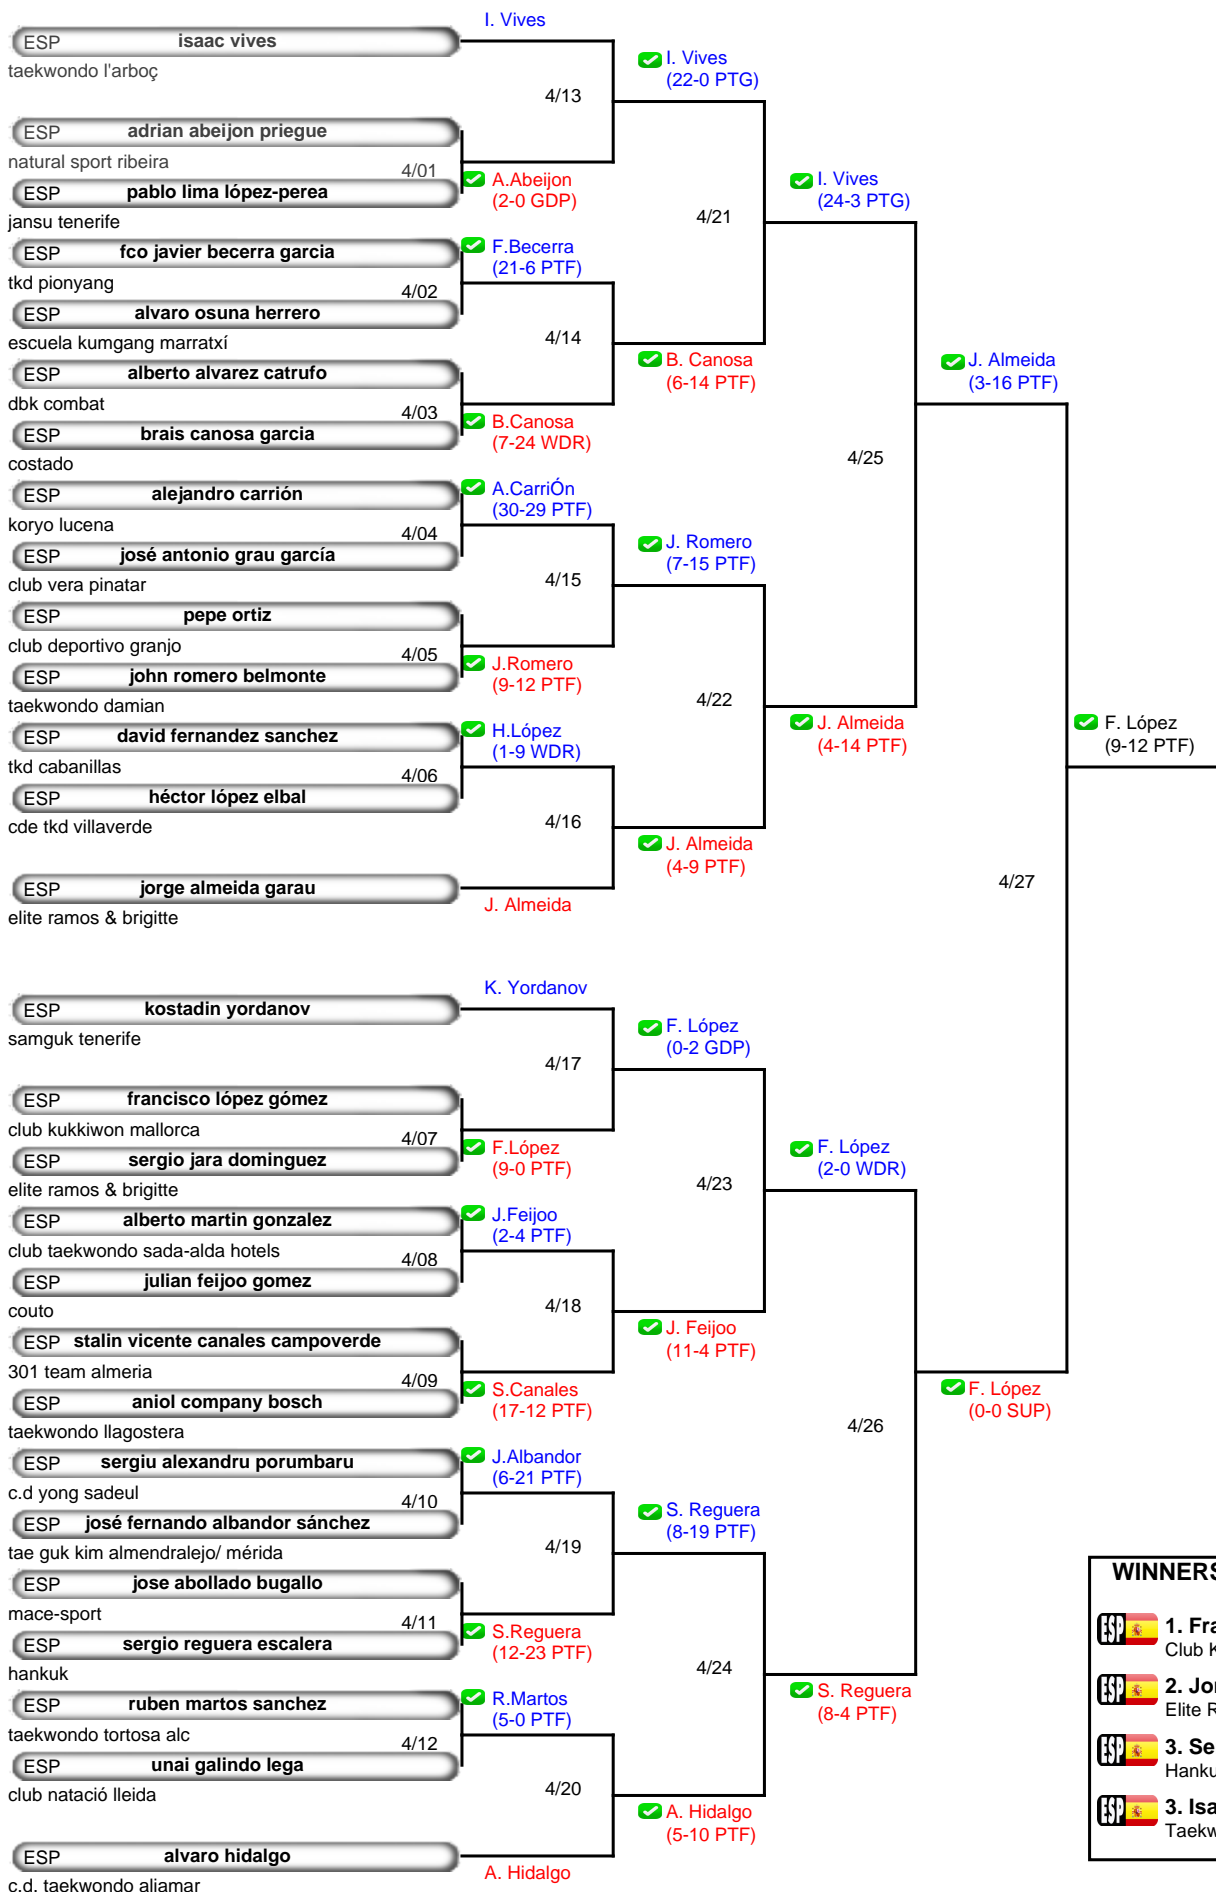 I. Vives
ESP isaac vives
taekwondo l'arboç
I. Vives
(22-0 PTG)
4/13
ESP adrian abeijon priegue
natural sport ribeira
4/01
A.Abeijon
(2-0 GDP)
ESP pablo lima lópez-perea
jansu tenerife
I. Vives
(24-3 PTG)
4/21
ESP fco javier becerra garcia
tkd pionyang
F.Becerra
(21-6 PTF)
4/02
ESP alvaro osuna herrero
escuela kumgang marratxí
4/14
B. Canosa
(6-14 PTF)
ESP alberto alvarez catrufo
dbk combat
4/03
B.Canosa
(7-24 WDR)
ESP brais canosa garcia
costado
J. Almeida
(3-16 PTF)
4/25
ESP alejandro carrión
koryo lucena
A.CarriÓn
(30-29 PTF)
4/04
ESP josé antonio grau garcía
club vera pinatar
J. Romero
(7-15 PTF)
4/15
ESP pepe ortiz
club deportivo granjo
4/05
J.Romero
(9-12 PTF)
ESP john romero belmonte
taekwondo damian
4/22
J. Almeida
(4-14 PTF)
ESP david fernandez sanchez
tkd cabanillas
H.López
(1-9 WDR)
4/06
ESP héctor lópez elbal
cde tkd villaverde
F. López
(9-12 PTF)
4/16
J. Almeida
(4-9 PTF)
ESP jorge almeida garau
elite ramos & brigitte
J. Almeida
4/27
K. Yordanov
ESP kostadin yordanov
samguk tenerife
F. López
(0-2 GDP)
4/17
ESP francisco lópez gómez
club kukkiwon mallorca
4/07
F.López
(9-0 PTF)
ESP sergio jara dominguez
elite ramos & brigitte
F. López
(2-0 WDR)
4/23
ESP alberto martin gonzalez
club taekwondo sada-alda hotels
J.Feijoo
(2-4 PTF)
4/08
ESP julian feijoo gomez
couto
4/18
J. Feijoo
(11-4 PTF)
ESP stalin vicente canales campoverde
301 team almeria
4/09
S.Canales
(17-12 PTF)
ESP aniol company bosch
taekwondo llagostera
F. López
(0-0 SUP)
4/26
ESP sergiu alexandru porumbaru
c.d yong sadeul
J.Albandor
(6-21 PTF)
4/10
ESP josé fernando albandor sánchez
tae guk kim almendralejo/ mérida
S. Reguera
(8-19 PTF)
4/19
ESP jose abollado bugallo
mace-sport
4/11
S.Reguera
(12-23 PTF)
ESP sergio reguera escalera
hankuk
4/24
S. Reguera
(8-4 PTF)
ESP ruben martos sanchez
taekwondo tortosa alc
R.Martos
(5-0 PTF)
4/12
ESP unai galindo lega
club natació lleida
4/20
A. Hidalgo
(5-10 PTF)
ESP alvaro hidalgo
c.d. taekwondo aljamar
A. Hidalgo
WINNERS
ESP 1. Fra
Club K
ESP 2. Jor
Elite R
ESP 3. Se
Hanku
ESP 3. Isa
Taekw